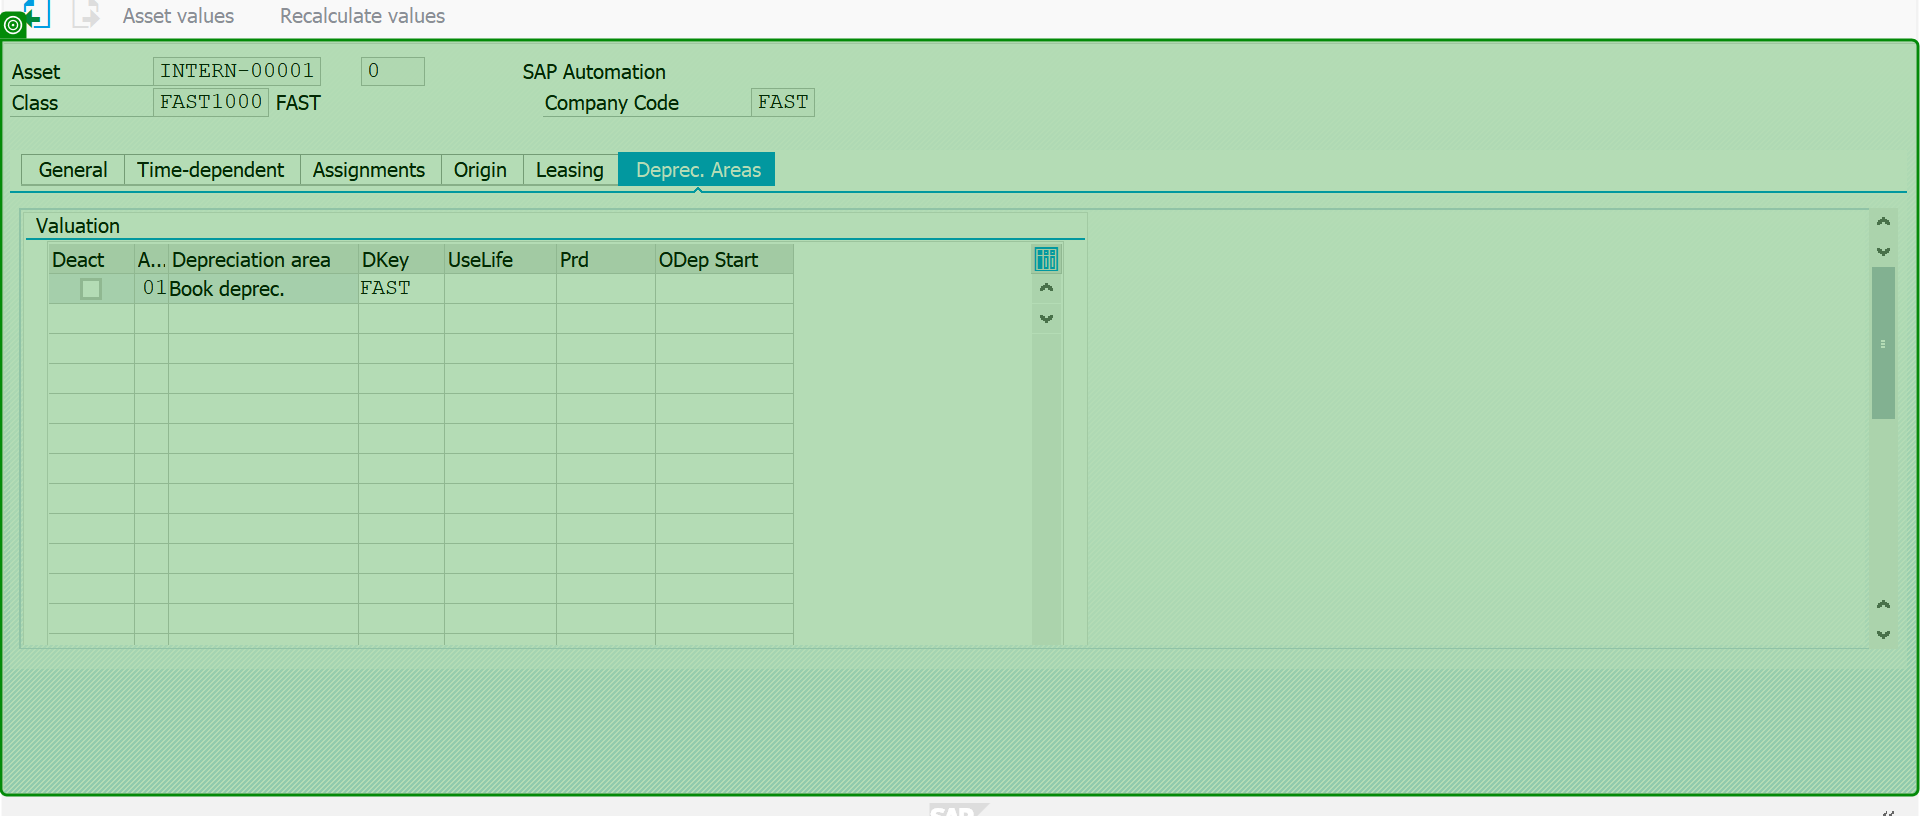 Asset values Recalculate values
Asset INTERN-00001 0 SAP Automation
Class FAST1000 FAST Company Code FAST
General Time-dependent Assignments Origin Leasing Deprec. Areas
Valuation
Deact A... Depreciation area DKey UseLife Prd ODep Start
01 Book deprec. FAST
SAP